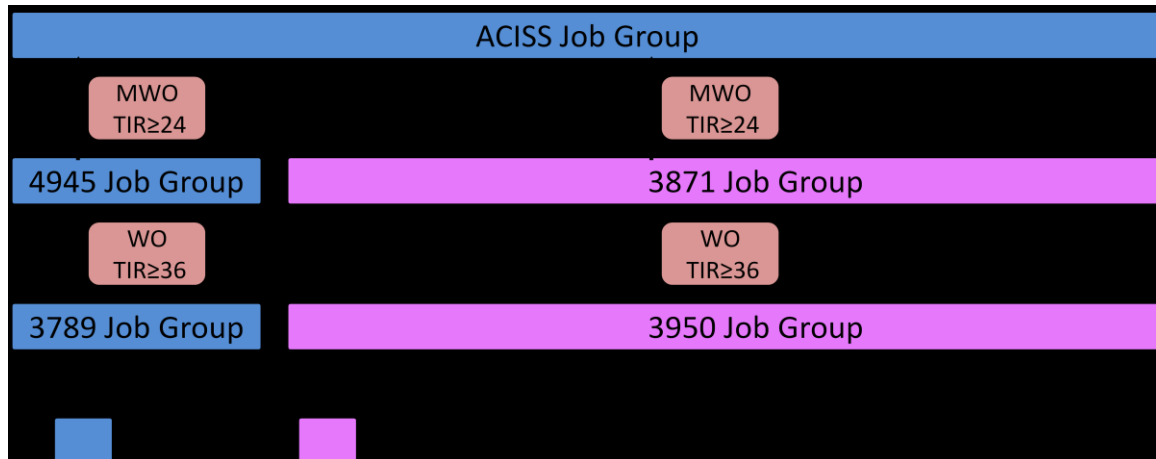 ACISS Job Group
MWO
TIR≥24
MWO
TIR≥24
4945 Job Group
3871 Job Group
WO
TIR≥36
WO
TIR≥36
3789 Job Group
3950 Job Group